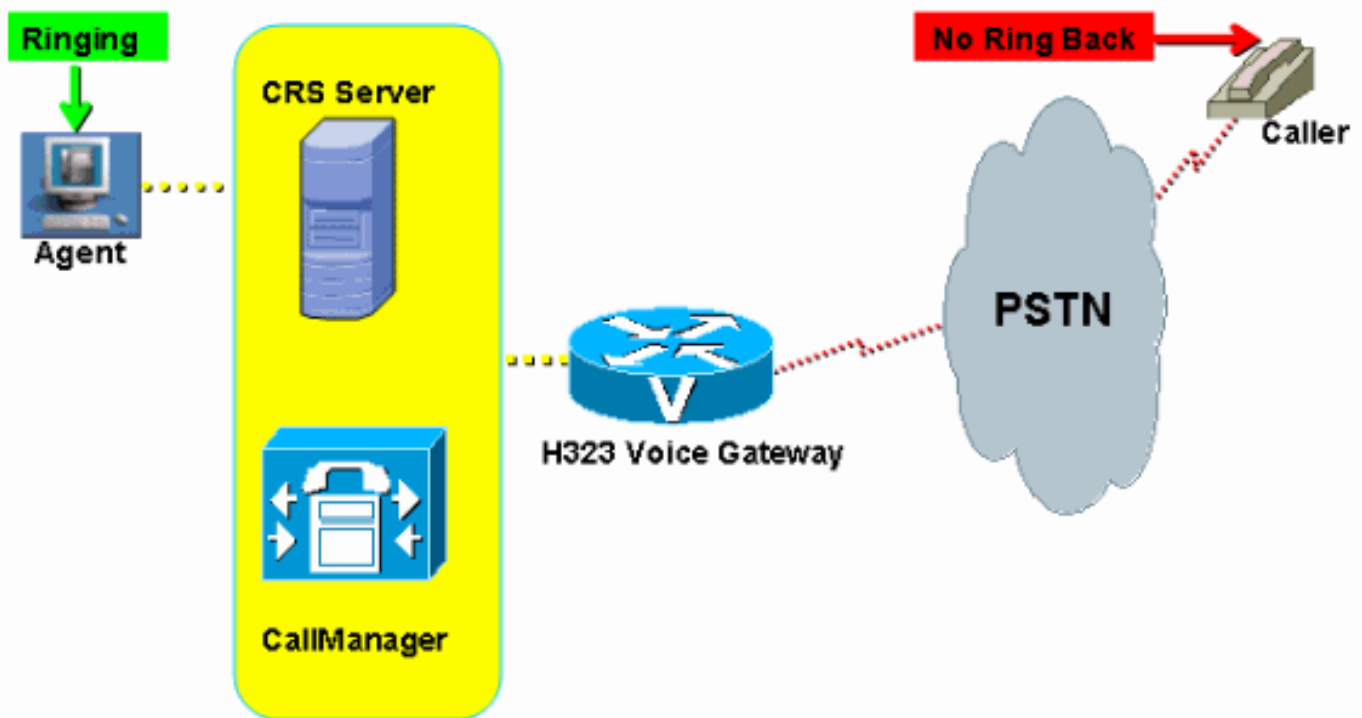 Ringing
No Ring Back
CRS Server
Caller
Agent
PSTN
V
H323 Voice Gateway
CallManager